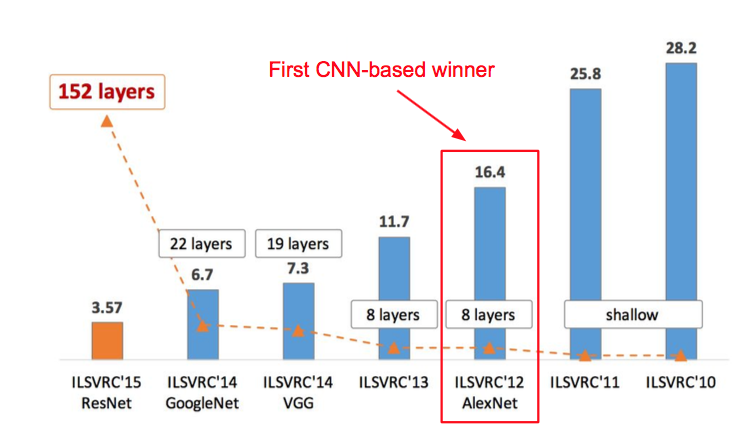 First CNN-based winner
28.2
25.8
152 layers
16.4
11.7
22 layers
19 layers
6.7
7.3
3.57
8 layers
8 layers
shallow
ILSVRC'15
ResNet
ILSVRC'14
GoogleNet
ILSVRC'14
VGG
ILSVRC'13
ILSVRC'12
AlexNet
ILSVRC'11
ILSVRC'10